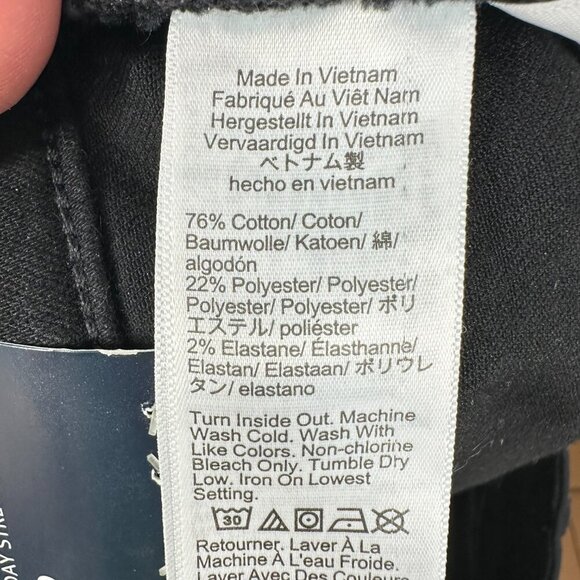 Made In Vietnam
Fabriqué Au Viêt Nam
Hergestellt In Vietnam
Vervaardigd In Vietnam
ベトナム製
hecho en vietnam
76% Cotton/ Coton/
Baumwolle/ Katoen/ 綿/
algodón
22% Polyester/ Polyester/
Polyester/ Polyester/ ポリ
エステル/ poliéster
2% Elastane/ Élasthanne/
Elastan/ Elastaan/ ポリウレ
タン/ elastano
Turn Inside Out. Machine
Wash Cold. Wash With
Like Colors. Non-chlorine
Bleach Only. Tumble Dry
Low. Iron On Lowest
Setting.
30
Retourner. Laver À La
Machine À L'eau Froide.
Laver Avec Des Couleurs